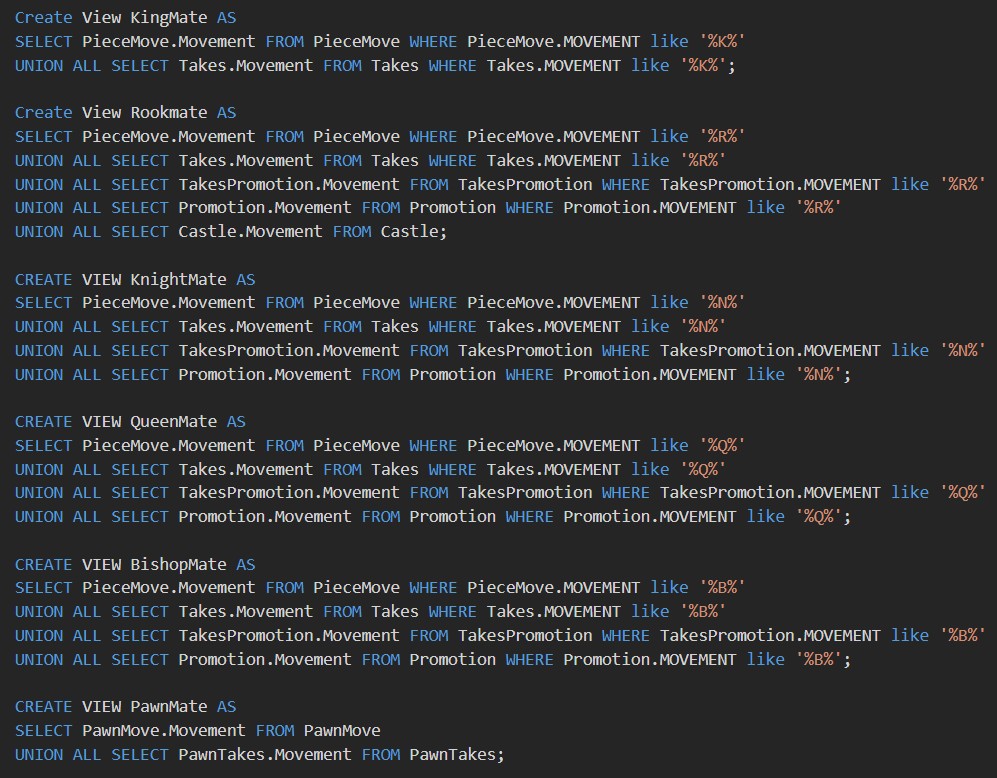 Create View KingMate AS
SELECT PieceMove.Movement FROM PieceMove WHERE PieceMove.MOVEMENT like '%K%'
UNION ALL SELECT Takes.Movement FROM Takes WHERE Takes.MOVEMENT like '%K%';

Create View Rookmate AS
SELECT PieceMove.Movement FROM PieceMove WHERE PieceMove.MOVEMENT like '%R%'
UNION ALL SELECT Takes.Movement FROM Takes WHERE Takes.MOVEMENT like '%R%'
UNION ALL SELECT TakesPromotion.Movement FROM TakesPromotion WHERE TakesPromotion.MOVEMENT like '%R%'
UNION ALL SELECT Promotion.Movement FROM Promotion WHERE Promotion.MOVEMENT like '%R%'
UNION ALL SELECT Castle.Movement FROM Castle;

CREATE VIEW KnightMate AS
SELECT PieceMove.Movement FROM PieceMove WHERE PieceMove.MOVEMENT like '%N%'
UNION ALL SELECT Takes.Movement FROM Takes WHERE Takes.MOVEMENT like '%N%'
UNION ALL SELECT TakesPromotion.Movement FROM TakesPromotion WHERE TakesPromotion.MOVEMENT like '%N%'
UNION ALL SELECT Promotion.Movement FROM Promotion WHERE Promotion.MOVEMENT like '%N%';

CREATE VIEW QueenMate AS
SELECT PieceMove.Movement FROM PieceMove WHERE PieceMove.MOVEMENT like '%Q%'
UNION ALL SELECT Takes.Movement FROM Takes WHERE Takes.MOVEMENT like '%Q%'
UNION ALL SELECT TakesPromotion.Movement FROM TakesPromotion WHERE TakesPromotion.MOVEMENT like '%Q%'
UNION ALL SELECT Promotion.Movement FROM Promotion WHERE Promotion.MOVEMENT like '%Q%';

CREATE VIEW BishopMate AS
SELECT PieceMove.Movement FROM PieceMove WHERE PieceMove.MOVEMENT like '%B%'
UNION ALL SELECT Takes.Movement FROM Takes WHERE Takes.MOVEMENT like '%B%'
UNION ALL SELECT TakesPromotion.Movement FROM TakesPromotion WHERE TakesPromotion.MOVEMENT like '%B%'
UNION ALL SELECT Promotion.Movement FROM Promotion WHERE Promotion.MOVEMENT like '%B%';

CREATE VIEW PawnMate AS
SELECT PawnMove.Movement FROM PawnMove
UNION ALL SELECT PawnTakes.Movement FROM PawnTakes;